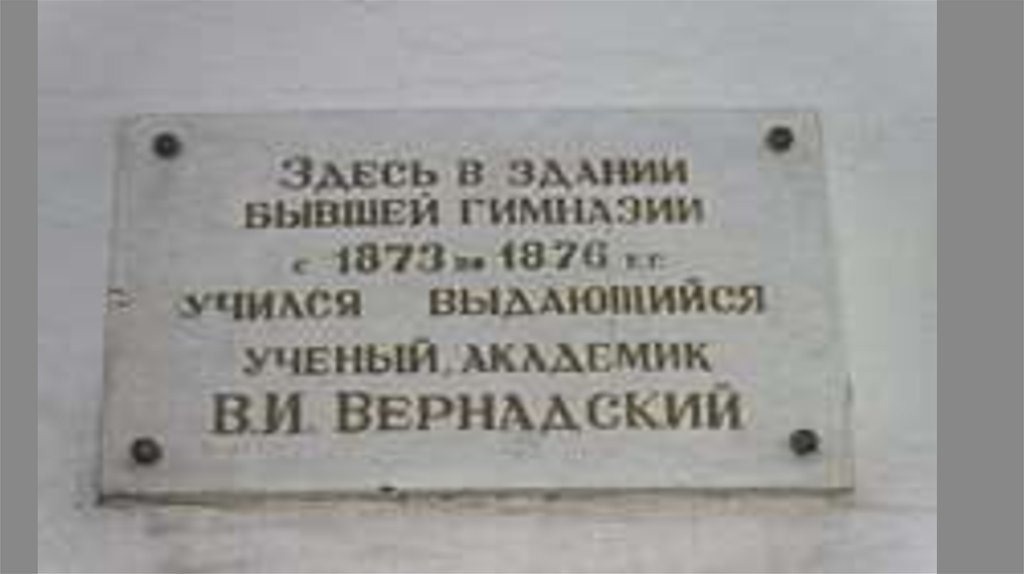 Здесь в здании
бывшей гимназии
с 1873 по 1876 г.г.
учился выдающийся
ученый, академик
В.И. Вернадский